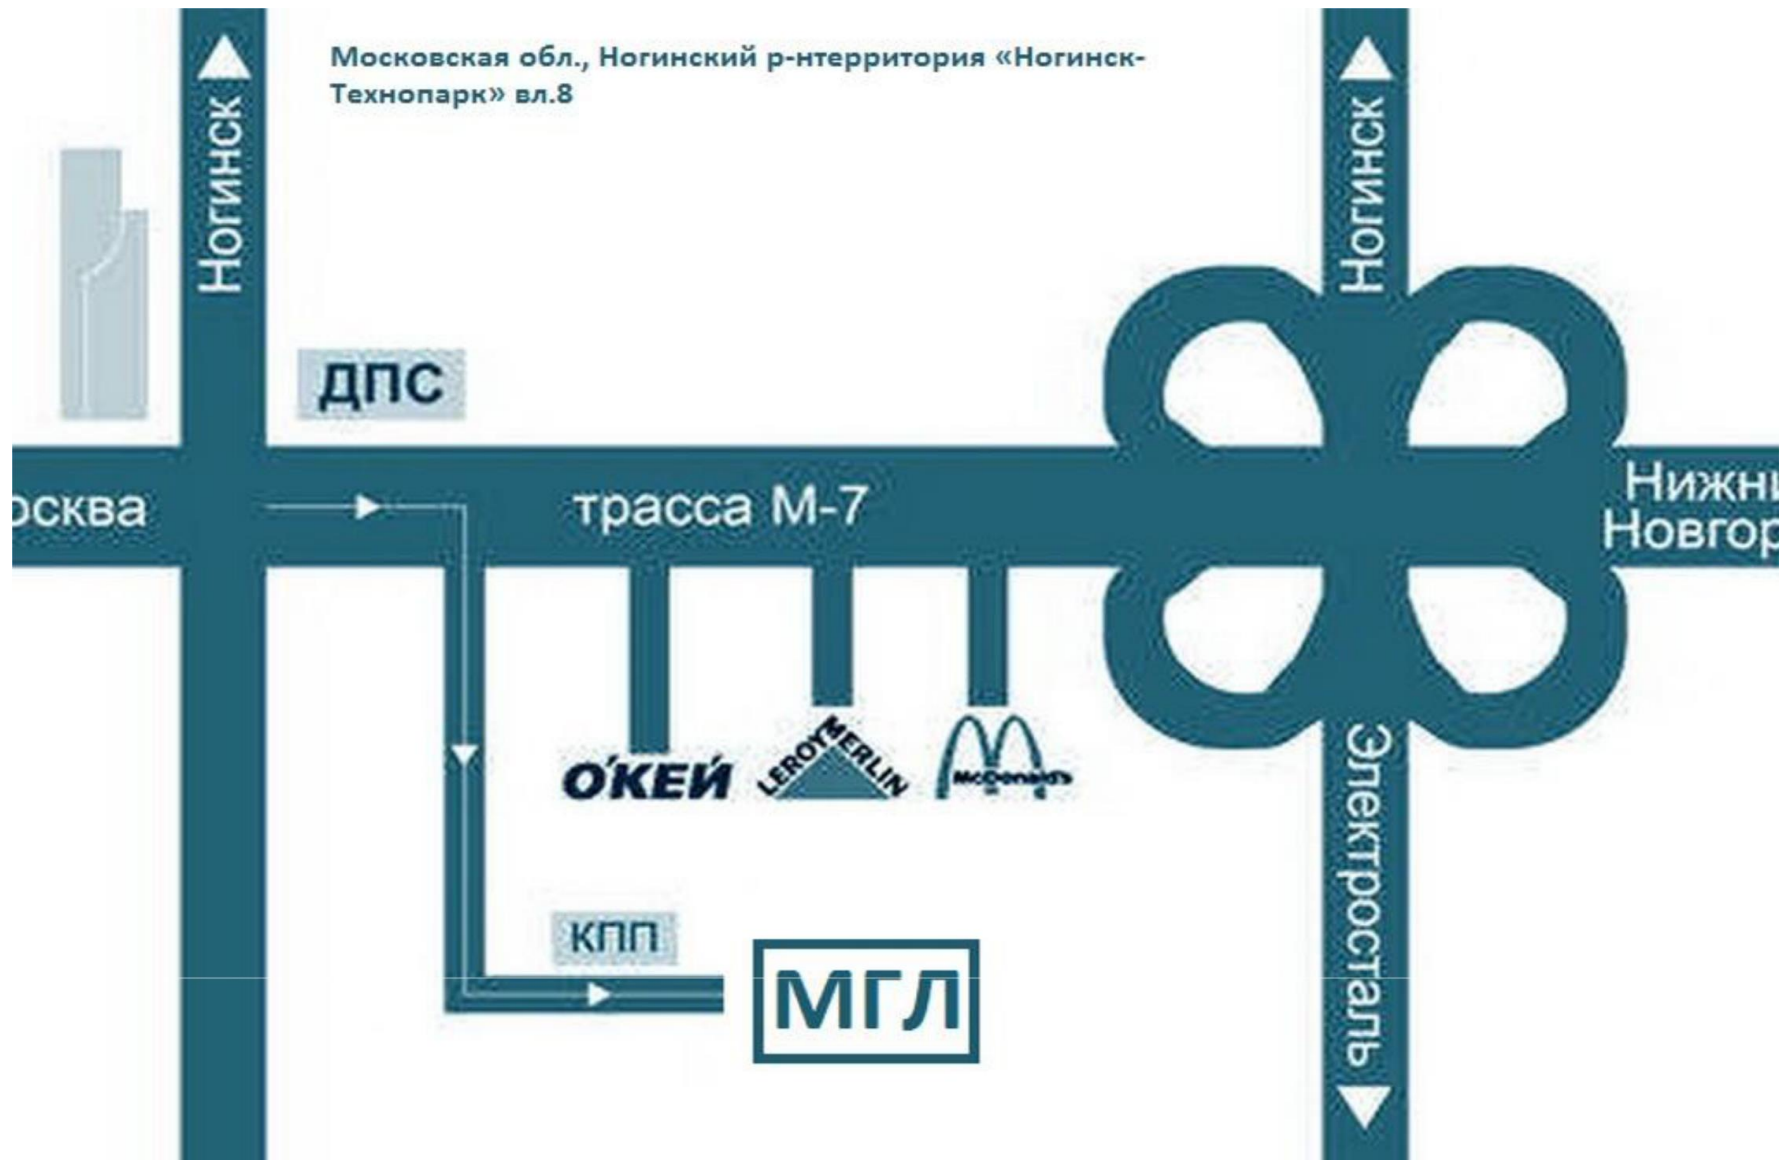 Московская обл., Ногинский р-нтерритория «Ногинск-
Технопарк» вл.8
Ногинск
Ногинск
ДПС
осква
трасса М-7
Нижни
Новгор
О'КЕЙ
LEROY MERLIN
McDonald's
Электросталь
КПП
МГЛ